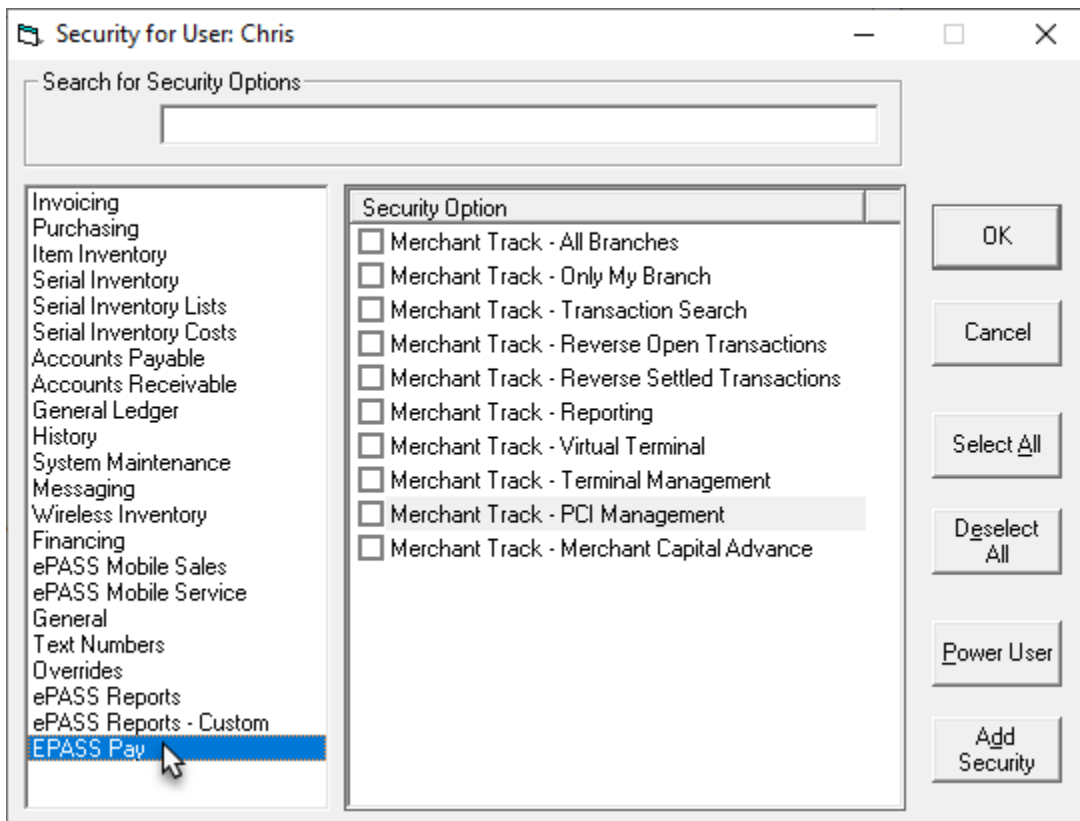 Security for User: Chris
Search for Security Options
Invoicing
Purchasing
Item Inventory
Serial Inventory
Serial Inventory Lists
Serial Inventory Costs
Accounts Payable
Accounts Receivable
General Ledger
History
System Maintenance
Messaging
Wireless Inventory
Financing
ePASS Mobile Sales
ePASS Mobile Service
General
Text Numbers
Overrides
ePASS Reports
ePASS Reports - Custom
EPASS Pay
Security Option
Merchant Track - All Branches
Merchant Track - Only My Branch
Merchant Track - Transaction Search
Merchant Track - Reverse Open Transactions
Merchant Track - Reverse Settled Transactions
Merchant Track - Reporting
Merchant Track - Virtual Terminal
Merchant Track - Terminal Management
Merchant Track - PCI Management
Merchant Track - Merchant Capital Advance
OK
Cancel
Select All
Deselect
All
Power User
Add
Security